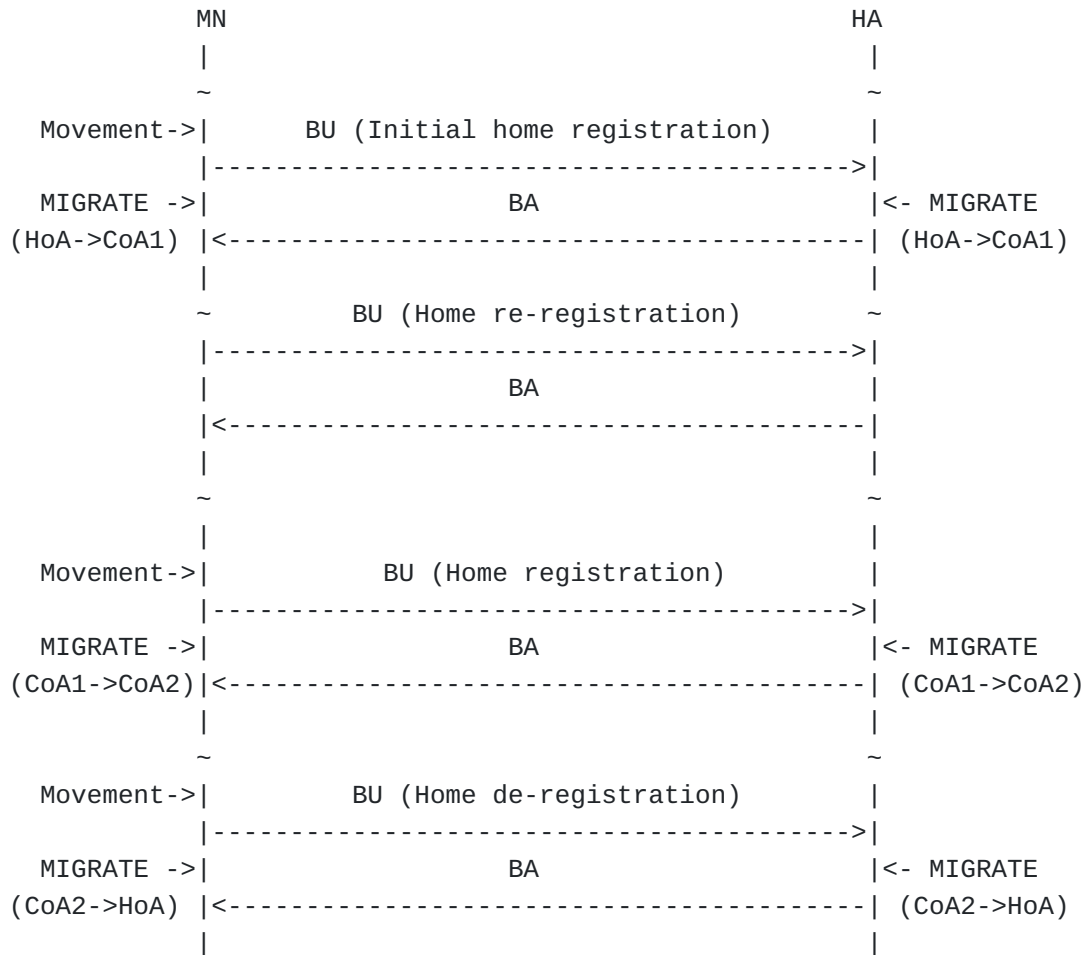 MN HA
| |
~ ~
Movement->| BU (Initial home registration) |
|----------------------------------------->|
MIGRATE ->| BA |<- MIGRATE
(HoA->CoA1) |<-----------------------------------------| (HoA->CoA1)
| |
~ BU (Home re-registration) ~
|----------------------------------------->|
| BA |
|<-----------------------------------------|
| |
~ ~
| |
Movement->| BU (Home registration) |
|----------------------------------------->|
MIGRATE ->| BA |<- MIGRATE
(CoA1->CoA2)|<-----------------------------------------| (CoA1->CoA2)
| |
~ ~
Movement->| BU (Home de-registration) |
|----------------------------------------->|
MIGRATE ->| BA |<- MIGRATE
(CoA2->HoA) |<-----------------------------------------| (CoA2->HoA)
| |